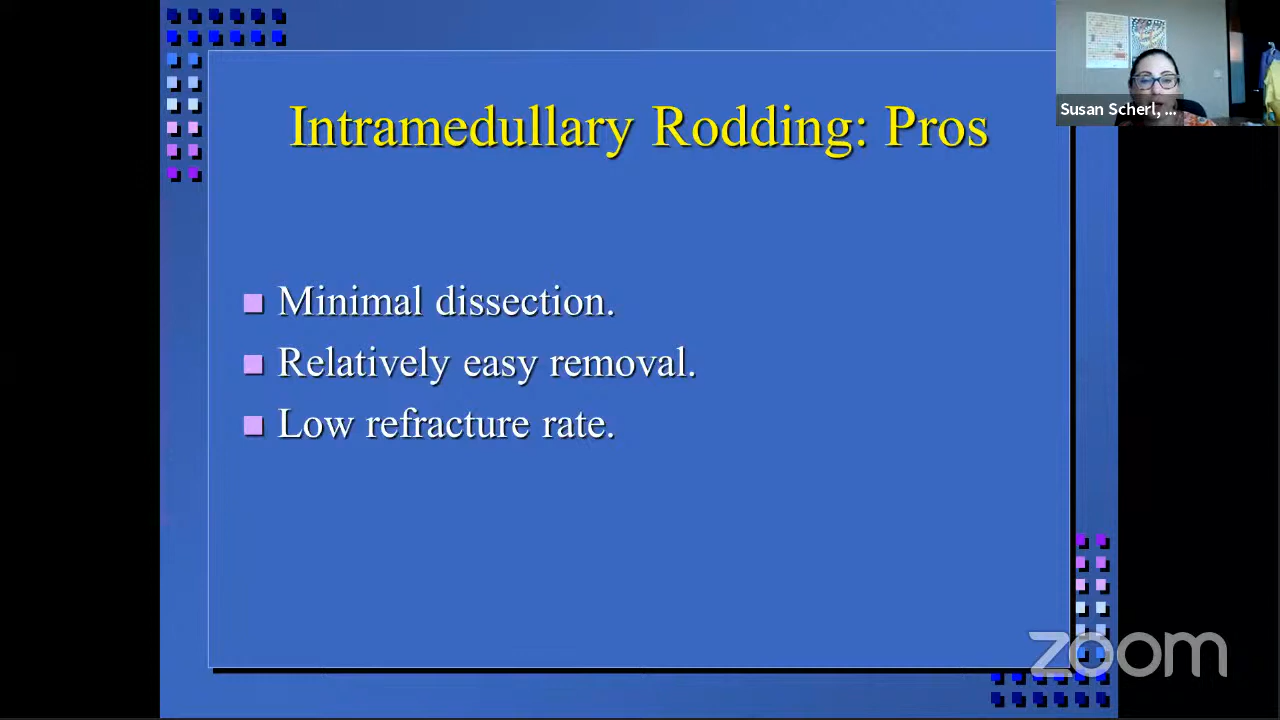 Intramedullary Rodding: Pros
Susan Scherl, ...
Minimal dissection.
Relatively easy removal.
Low refracture rate.
zoom